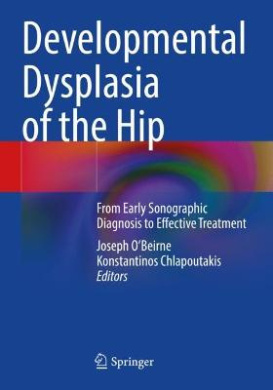 Developmental
Dysplasia
of the Hip
From Early Sonographic
Diagnosis to Effective Treatment
Joseph O'Beirne
Konstantinos Chlapoutakis
Editors
Springer